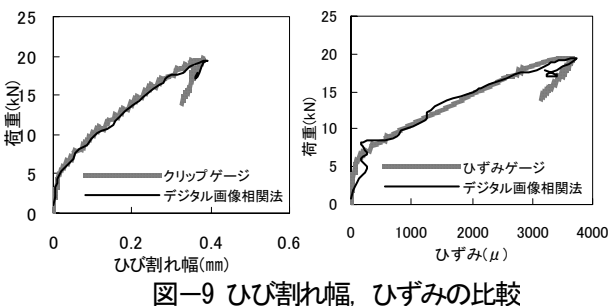 25
20
15
10
5
0
荷重(kN)
クリップゲージ
デジタル画像相関法
0 0.2 0.4 0.6
ひび割れ幅(mm)
25
20
15
10
5
0
荷重(kN)
ひずみゲージ
デジタル画像相関法
0 1000 2000 3000 4000
ひずみ(μ)
図－9 ひび割れ幅，ひずみの比較